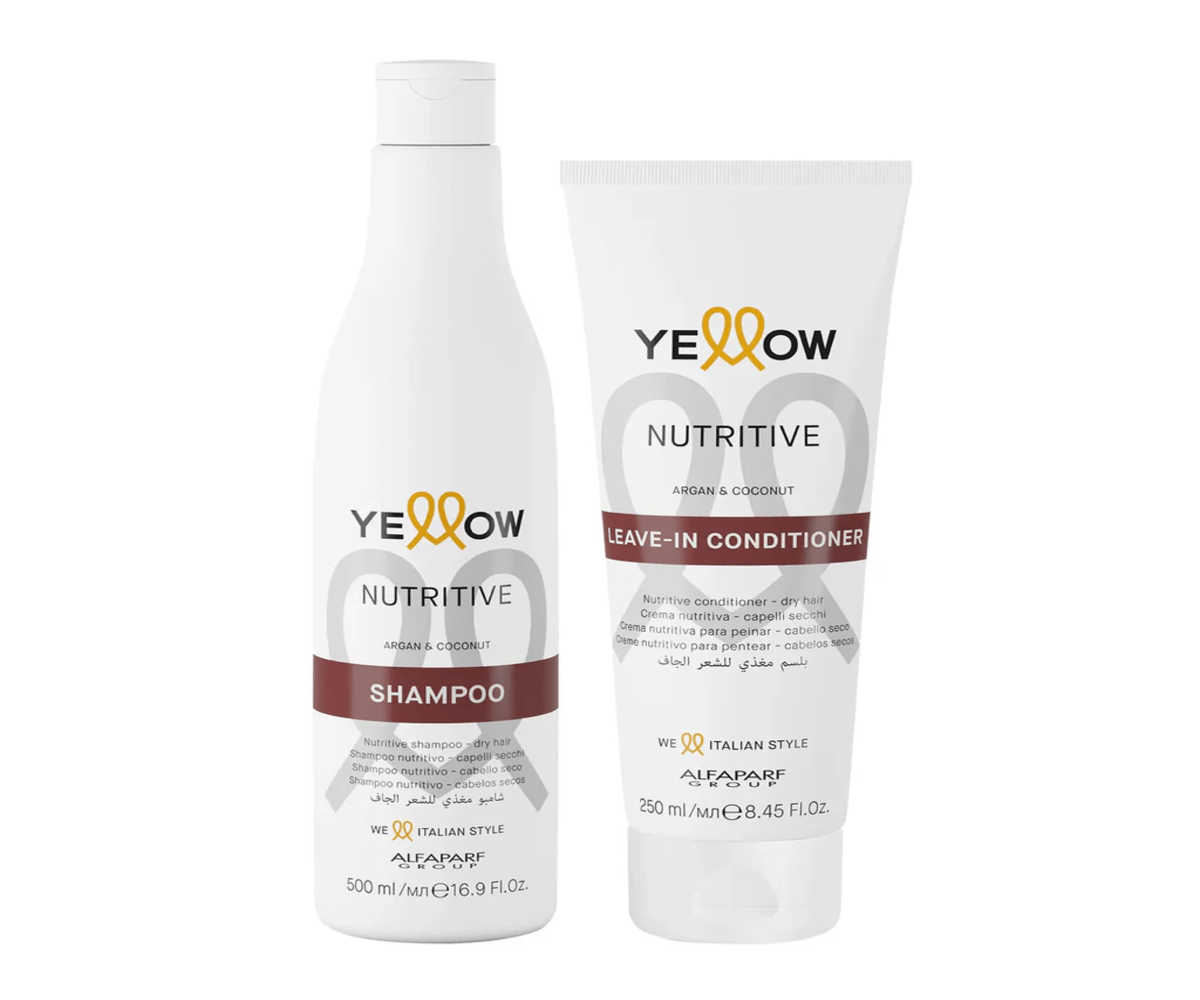 YELLOW
NUTRITIVE
ARGAN & COCONUT
SHAMPOO
Nutritive shampoo - dry hair
Shampoo nutritivo - capelli secchi
Shampoo nutritivo - cabello seco
Shampoo nutritivo - cabelos secos
شامبو مغذي للشعر الجاف
WE ITALIAN STYLE
ALFAPARF
GROUP
500 ml/мл℮16.9 Fl.Oz.
YELLOW
NUTRITIVE
ARGAN & COCONUT
LEAVE-IN CONDITIONER
Nutritive conditioner - dry hair
Crema nutritiva - capelli secchi
Crema nutritiva para peinar - cabello seco
Creme nutritivo para pentear - cabelos secos
بلسم مغذي للشعر الجاف
WE ITALIAN STYLE
ALFAPARF
GROUP
250 ml/мл℮8.45 Fl.Oz.